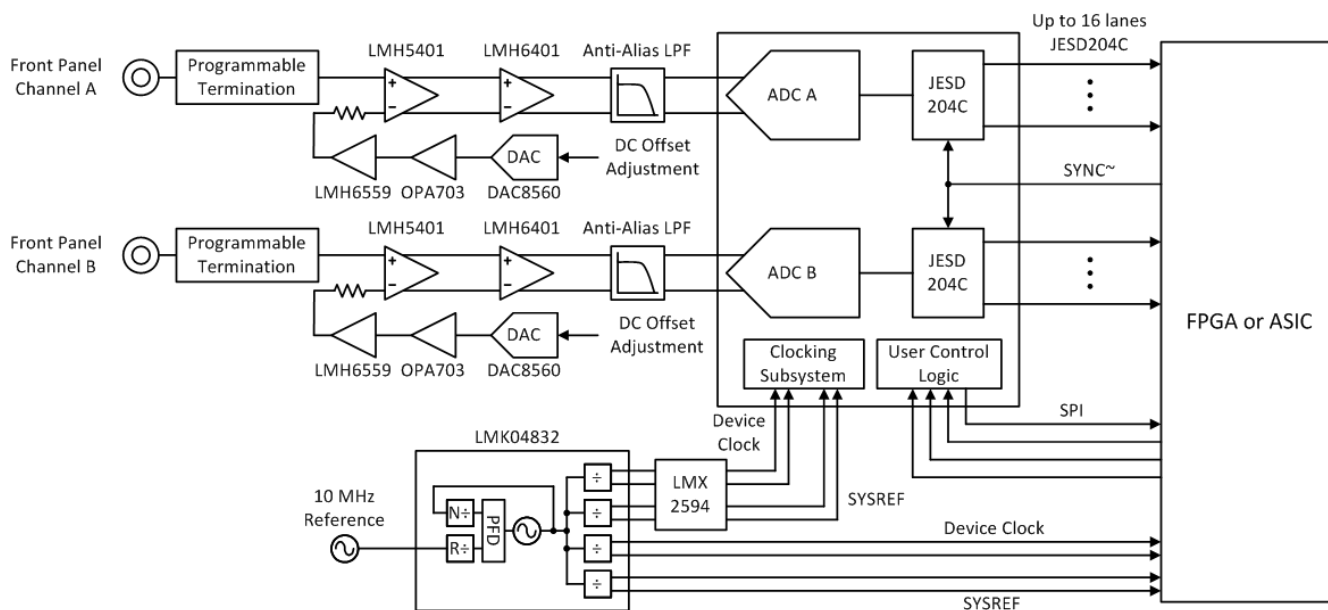 Up to 16 lanes
JESD204C
LMH5401
LMH6401
Anti-Alias LPF
Front Panel
Channel A
Programmable
Termination
+
−
ADC A
JESD
204C
DAC
DC Offset
Adjustment
LMH6559
OPA703
DAC8560
SYNC~
LMH5401
LMH6401
Anti-Alias LPF
Front Panel
Channel B
Programmable
Termination
+
−
ADC B
JESD
204C
DAC
DC Offset
Adjustment
LMH6559
OPA703
DAC8560
FPGA or ASIC
Clocking
Subsystem
User Control
Logic
SPI
Device
Clock
LMK04832
10 MHz
Reference
N÷
R÷
PFD
÷
÷
÷
÷
LMX
2594
SYSREF
Device Clock
SYSREF